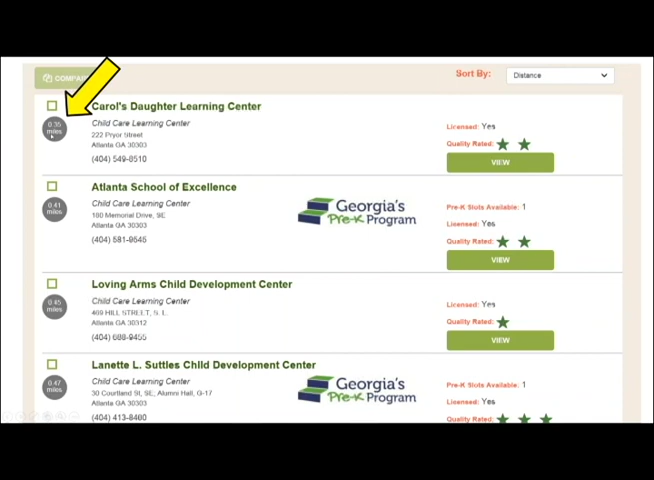 COMPA
Sort By:
Distance
Carol's Daughter Learning Center
0.35
miles
Child Care Learning Center
222 Pryor Street
Atlanta GA 30303
(404) 549-8510
Licensed: Yes
Quality Rated:
VIEW
Atlanta School of Excellence
0.41
miles
Child Care Learning Center
180 Memorial Drive, SE
Atlanta GA 30303
(404) 581-9645
Georgia's
Pre-K Program
Pre-K Slots Available: 1
Licensed: Yes
Quality Rated:
VIEW
Loving Arms Child Development Center
0.45
miles
Child Care Learning Center
469 HILL STREET, S. E.
Atlanta GA 30312
(404) 688-9455
Licensed: Yes
Quality Rated:
VIEW
Lanette L. Suttles Child Development Center
0.47
miles
Child Care Learning Center
30 Courtland St, SE; Alumni Hall, G-17
Atlanta GA 30303
(404) 413-8460
Georgia's
Pre-K Program
Pre-K Slots Available: 1
Licensed: Yes
Quality Rated: